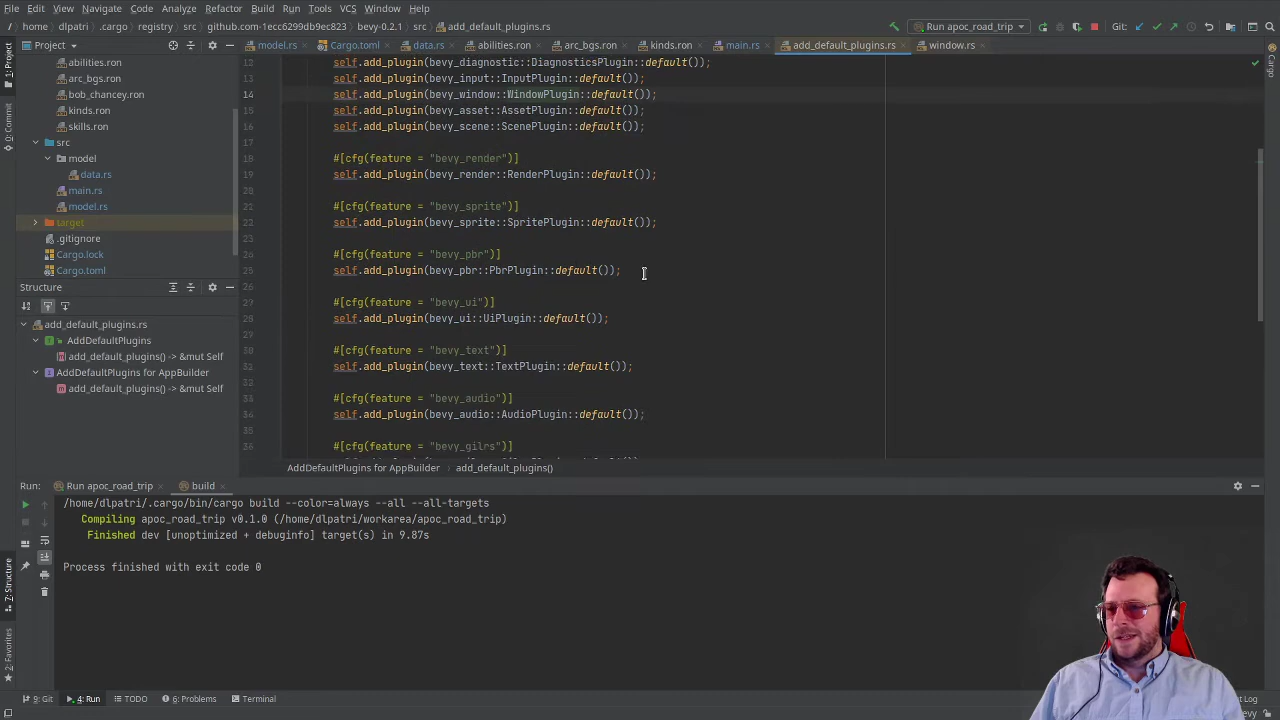 File Edit View Navigate Code Analyze Refactor Build Run Tools VCS Window Help
/ home / dlpatri / .cargo / registry / src / github.com-1ecc6299db9ec823 / bevy-0.2.1 / src / add_default_plugins.rs
Run apoc_road_trip
Git:
Project
model.rs Cargo.toml data.rs abilities.ron arc_bgs.ron kinds.ron main.rs add_default_plugins.rs window.rs
abilities.ron
arc_bgs.ron
bob_chancey.ron
kinds.ron
skills.ron
src
model
data.rs
main.rs
model.rs
target
.gitignore
Cargo.lock
Cargo.toml
Structure
add_default_plugins.rs
AddDefaultPlugins
add_default_plugins() -> &mut Self
AddDefaultPlugins for AppBuilder
add_default_plugins() -> &mut Self
12 self.add_plugin(bevy_diagnostic::DiagnosticsPlugin::default());
13 self.add_plugin(bevy_input::InputPlugin::default());
14 self.add_plugin(bevy_window::WindowPlugin::default());
15 self.add_plugin(bevy_asset::AssetPlugin::default());
16 self.add_plugin(bevy_scene::ScenePlugin::default());
17
18 #[cfg(feature = "bevy_render")]
19 self.add_plugin(bevy_render::RenderPlugin::default());
20
21 #[cfg(feature = "bevy_sprite")]
22 self.add_plugin(bevy_sprite::SpritePlugin::default());
23
24 #[cfg(feature = "bevy_pbr")]
25 self.add_plugin(bevy_pbr::PbrPlugin::default());
26
27 #[cfg(feature = "bevy_ui")]
28 self.add_plugin(bevy_ui::UiPlugin::default());
29
30 #[cfg(feature = "bevy_text")]
31 self.add_plugin(bevy_text::TextPlugin::default());
32
33 #[cfg(feature = "bevy_audio")]
34 self.add_plugin(bevy_audio::AudioPlugin::default());
35
36 #[cfg(feature = "bevy_gilrs")]
AddDefaultPlugins for AppBuilder add_default_plugins()
Run: Run apoc_road_trip build
/home/dlpatri/.cargo/bin/cargo build --color=always --all --all-targets
Compiling apoc_road_trip v0.1.0 (/home/dlpatri/workarea/apoc_road_trip)
Finished dev [unoptimized + debuginfo] target(s) in 9.87s
Process finished with exit code 0
1: Project
0: Commit
7: Structure
2: Favorites
Cargo
9: Git 4: Run TODO 6: Problems Terminal